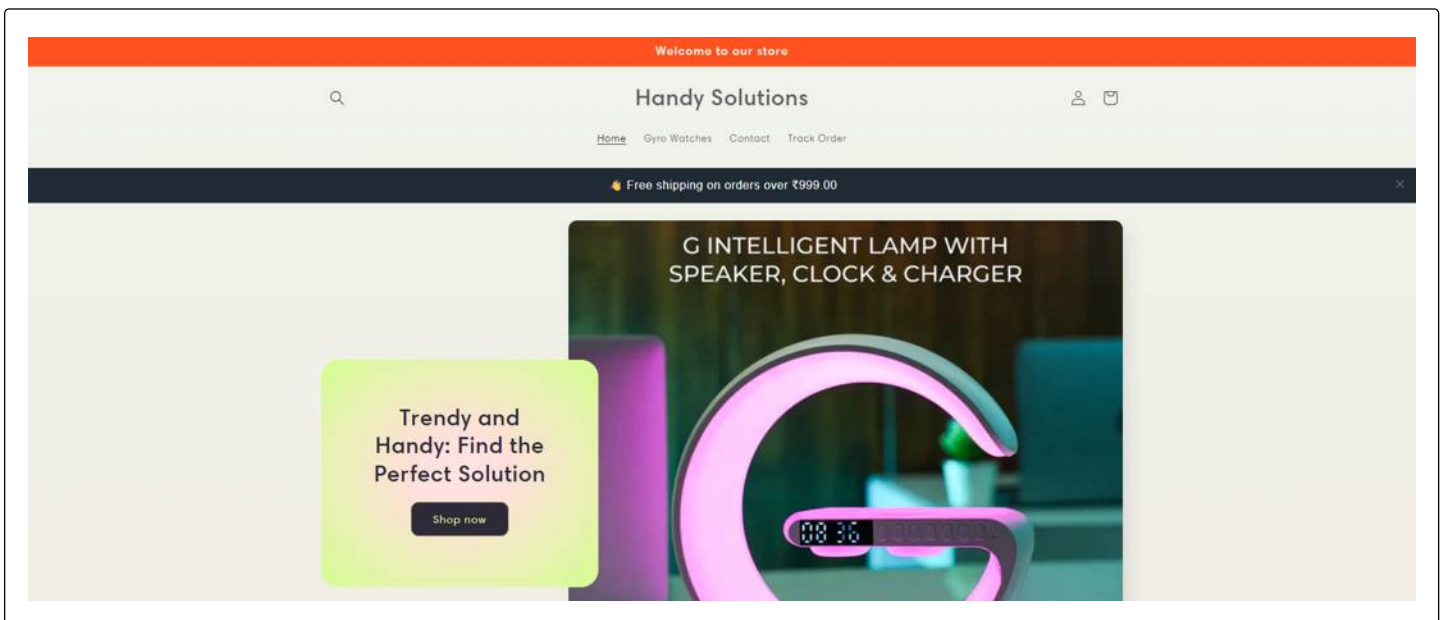 Welcome to our store
Handy Solutions
Home Gyro Watches Contact Track Order
👋 Free shipping on orders over ₹999.00
G INTELLIGENT LAMP WITH
SPEAKER, CLOCK & CHARGER
Trendy and
Handy: Find the
Perfect Solution
Shop now
08 36